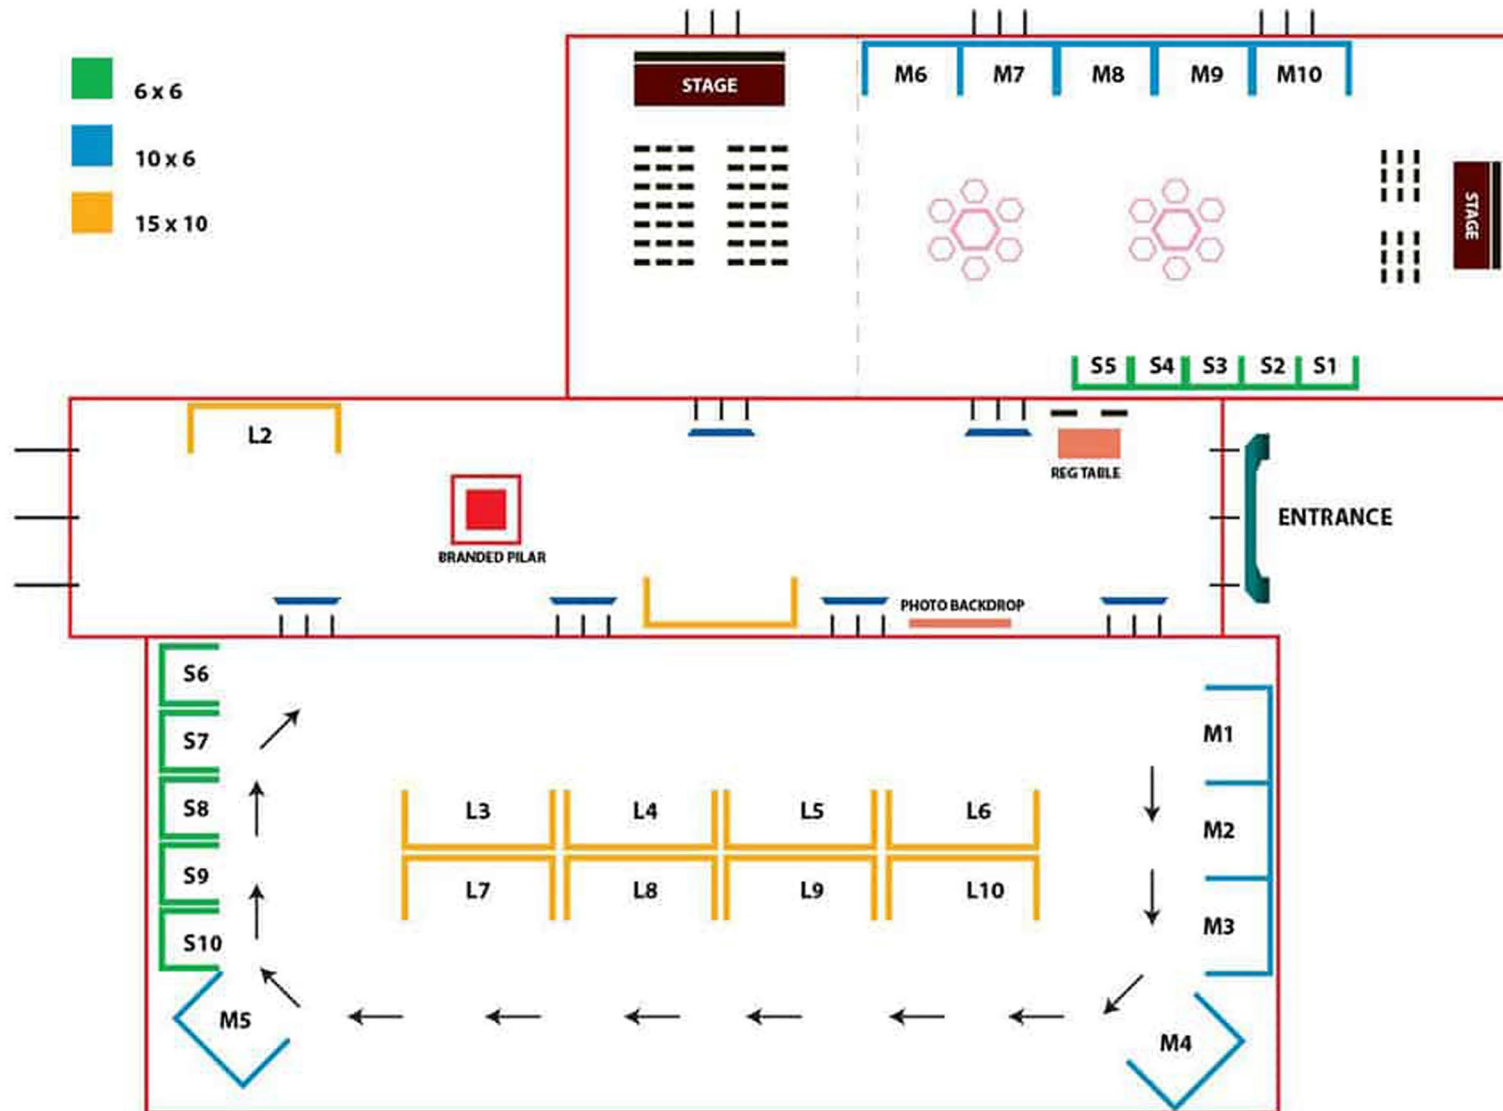 6 x 6
10 x 6
15 x 10
STAGE
M6
M7
M8
M9
M10
STAGE
S5
S4
S3
S2
S1
L2
REG TABLE
ENTRANCE
BRANDED PILAR
PHOTO BACKDROP
S6
S7
S8
S9
S10
M5
L3
L4
L5
L6
L7
L8
L9
L10
M1
M2
M3
M4